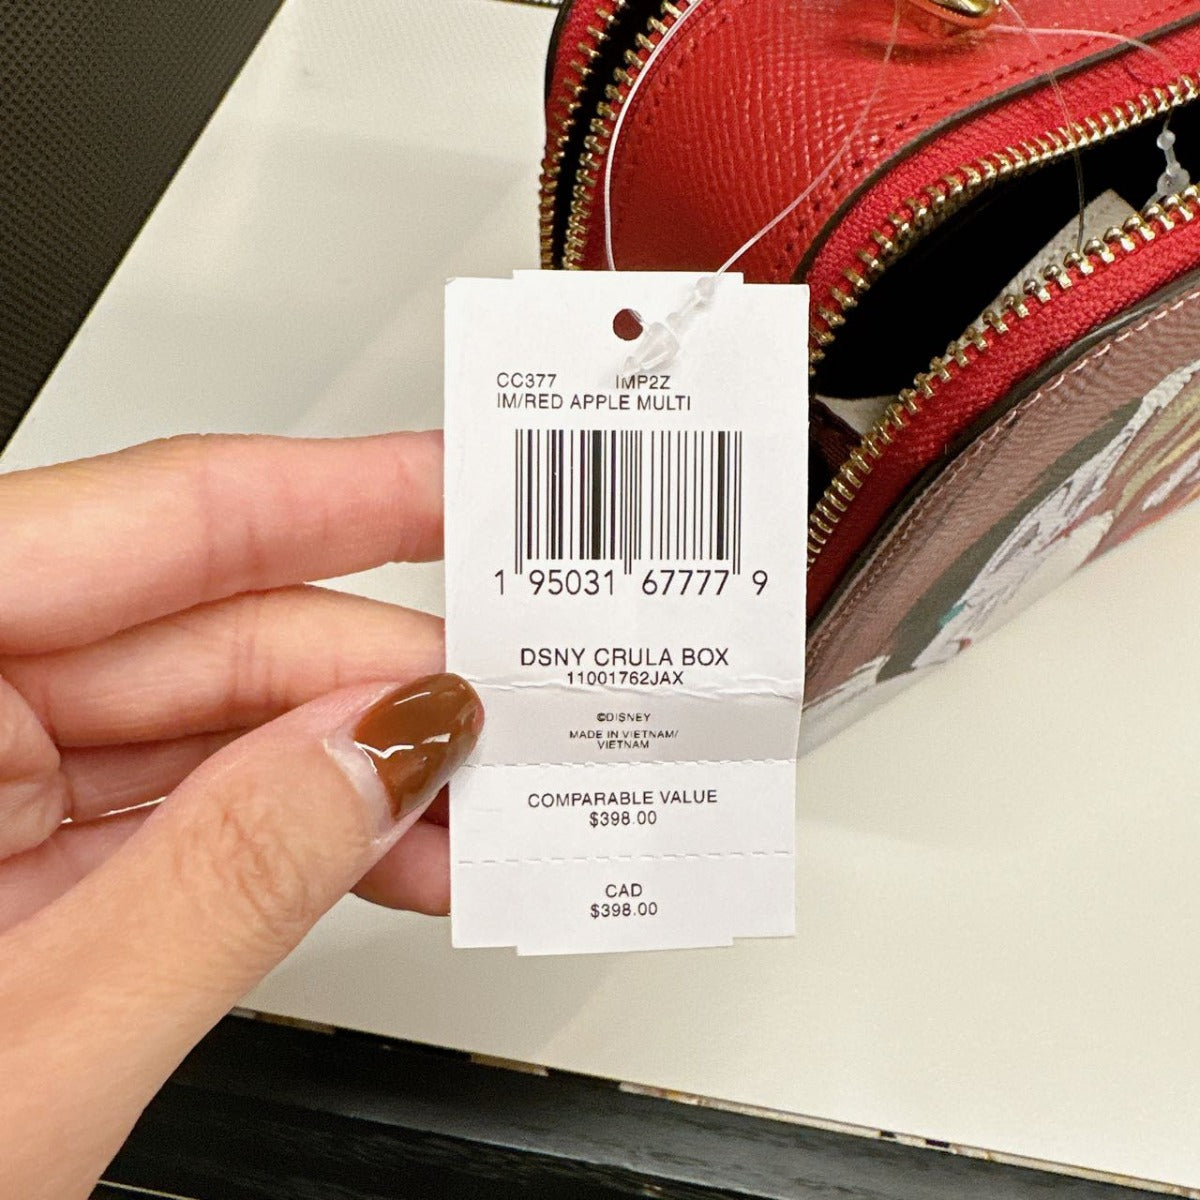 CC377 IMP2Z
IM/RED APPLE MULTI
1 95031 67777 9
DSNY CRULA BOX
11001762JAX
©DISNEY
MADE IN VIETNAM/
VIETNAM
COMPARABLE VALUE
$398.00
CAD
$398.00